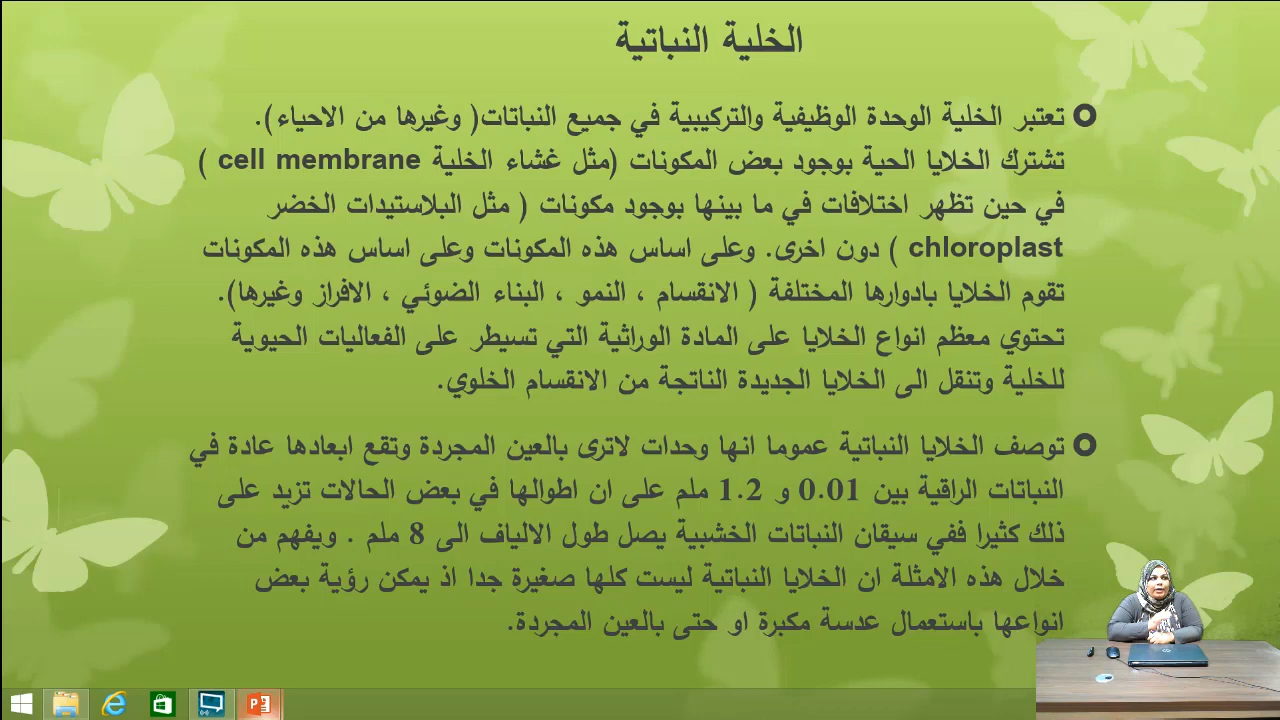 الخلية النباتية
تعتبر الخلية الوحدة الوظيفية والتركيبية في جميع النباتات( وغيرها من الاحياء).
تشترك الخلايا الحية بوجود بعض المكونات (مثل غشاء الخلية cell membrane )
في حين تظهر اختلافات في ما بينها بوجود مكونات ( مثل البلاستيدات الخضر
chloroplast ) دون اخرى. وعلى اساس هذه المكونات وعلى اساس هذه المكونات
تقوم الخلايا بادوارها المختلفة ( الانقسام ، النمو ، البناء الضوئي ، الافراز وغيرها).
تحتوي معظم انواع الخلايا على المادة الوراثية التي تسيطر على الفعاليات الحيوية
للخلية وتنقل الى الخلايا الجديدة الناتجة من الانقسام الخلوي.
توصف الخلايا النباتية عموما انها وحدات لاترى بالعين المجردة وتقع ابعادها عادة في
النباتات الراقية بين 0.01 و 1.2 ملم على ان اطوالها في بعض الحالات تزيد على
ذلك كثيرا ففي سيقان النباتات الخشبية يصل طول الالياف الى 8 ملم . ويفهم من
خلال هذه الامثلة ان الخلايا النباتية ليست كلها صغيرة جدا اذ يمكن رؤية بعض
انواعها باستعمال عدسة مكبرة او حتى بالعين المجردة.